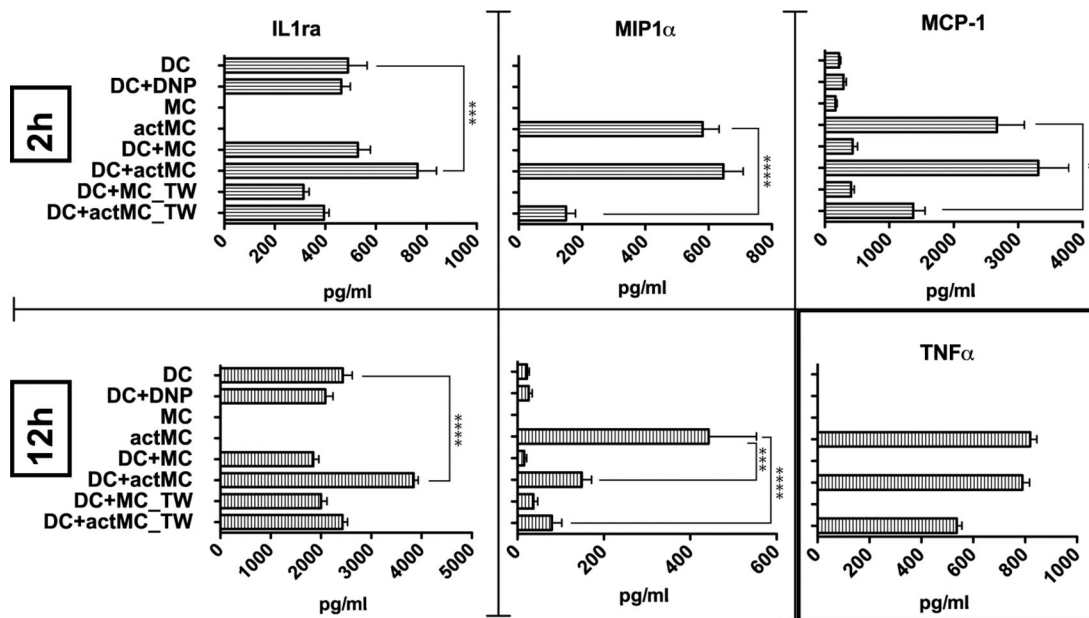 2h
IL1ra
DC
DC+DNP
MC
actMC
DC+MC
DC+actMC
DC+MC_TW
DC+actMC_TW
***
0
200
400
600
800
1000
pg/ml
MIP1α
****
0
200
400
600
800
pg/ml
MCP-1
0
1000
2000
3000
4000
pg/ml
12h
DC
DC+DNP
MC
actMC
DC+MC
DC+actMC
DC+MC_TW
DC+actMC_TW
****
0
1000
2000
3000
4000
5000
pg/ml
***
****
0
200
400
600
pg/ml
TNFα
0
200
400
600
800
1000
pg/ml